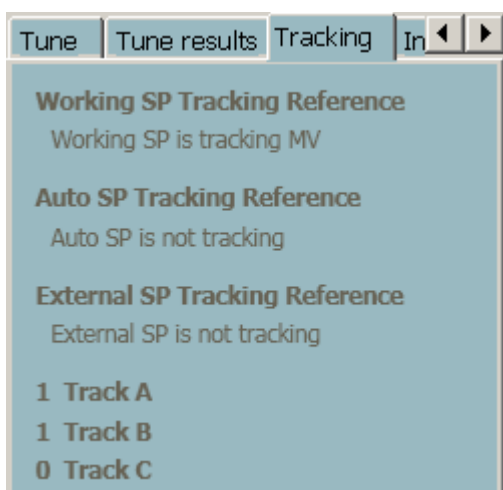 Tune Tune results Tracking In
Working SP Tracking Reference
Working SP is tracking MV
Auto SP Tracking Reference
Auto SP is not tracking
External SP Tracking Reference
External SP is not tracking
1 Track A
1 Track B
0 Track C